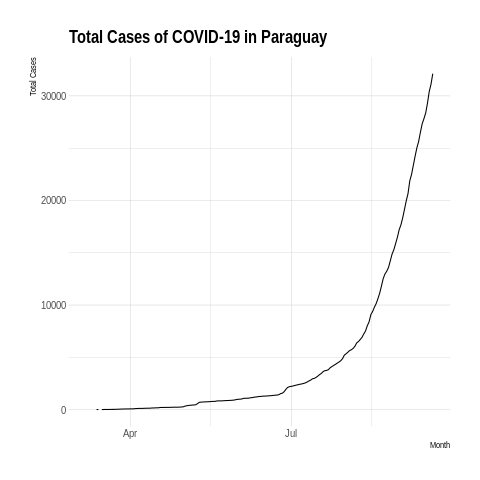 Total Cases of COVID-19 in Paraguay
Total Cases
30000
20000
10000
0
Apr
Jul
Month